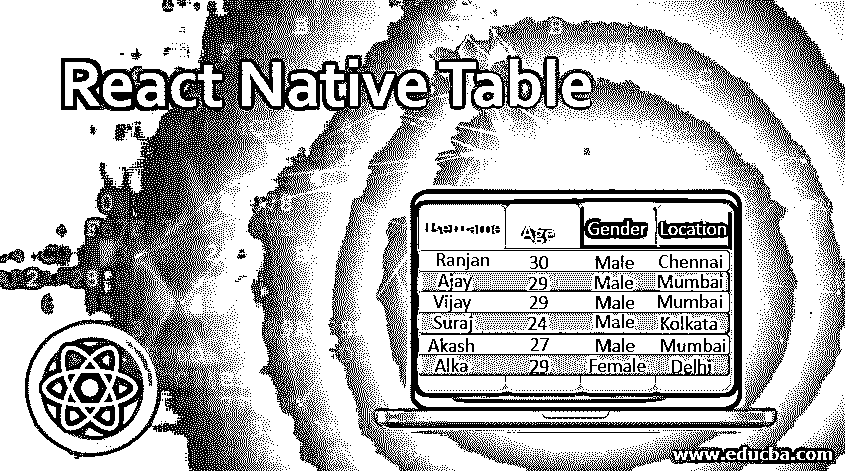 React Native Table
Age Gender Location
Ranjan 30 Male Chennai
Ajay 29 Male Mumbai
Vijay 29 Male Mumbai
Suraj 24 Male Kolkata
Akash 27 Male Mumbai
Alka 29 Female Delhi
www.educba.com